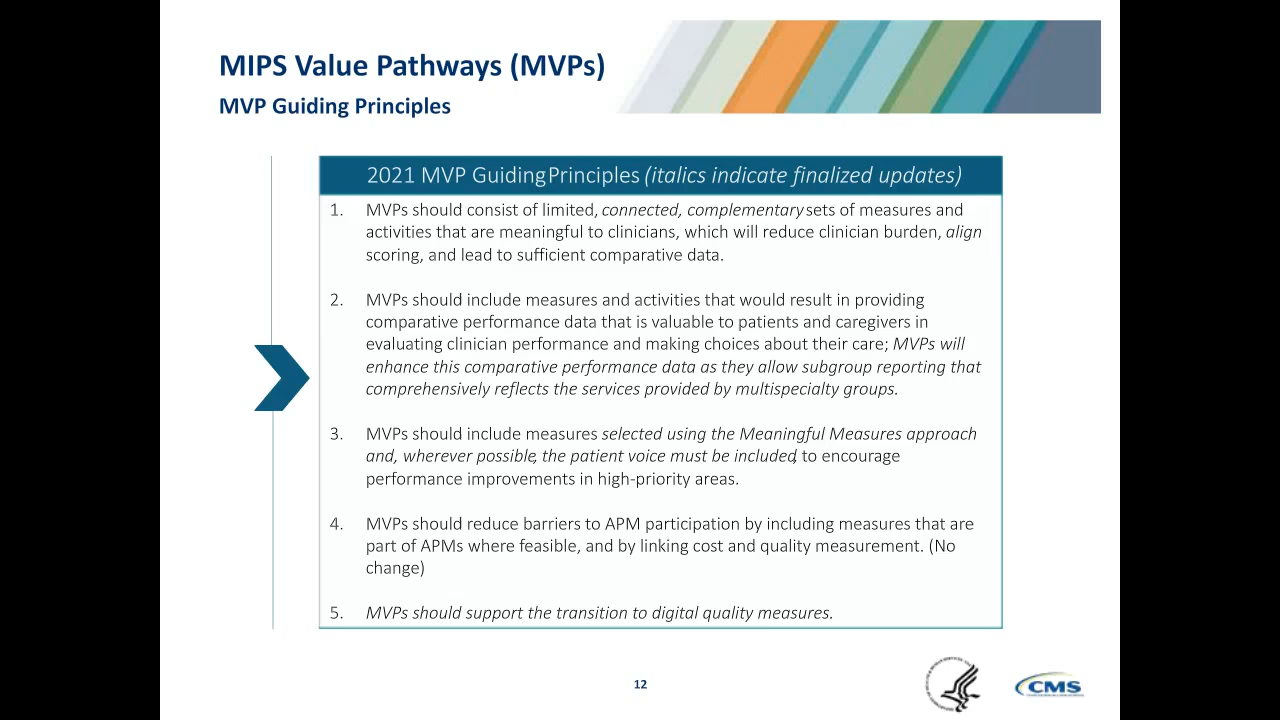 MIPS Value Pathways (MVPs)
MVP Guiding Principles
2021 MVP Guiding Principles (italics indicate finalized updates)
1. MVPs should consist of limited, connected, complementary sets of measures and
activities that are meaningful to clinicians, which will reduce clinician burden, align
scoring, and lead to sufficient comparative data.
2. MVPs should include measures and activities that would result in providing
comparative performance data that is valuable to patients and caregivers in
evaluating clinician performance and making choices about their care; MVPs will
enhance this comparative performance data as they allow subgroup reporting that
comprehensively reflects the services provided by multispecialty groups.
3. MVPs should include measures selected using the Meaningful Measures approach
and, wherever possible, the patient voice must be included, to encourage
performance improvements in high-priority areas.
4. MVPs should reduce barriers to APM participation by including measures that are
part of APMs where feasible, and by linking cost and quality measurement. (No
change)
5. MVPs should support the transition to digital quality measures.
12
CMS